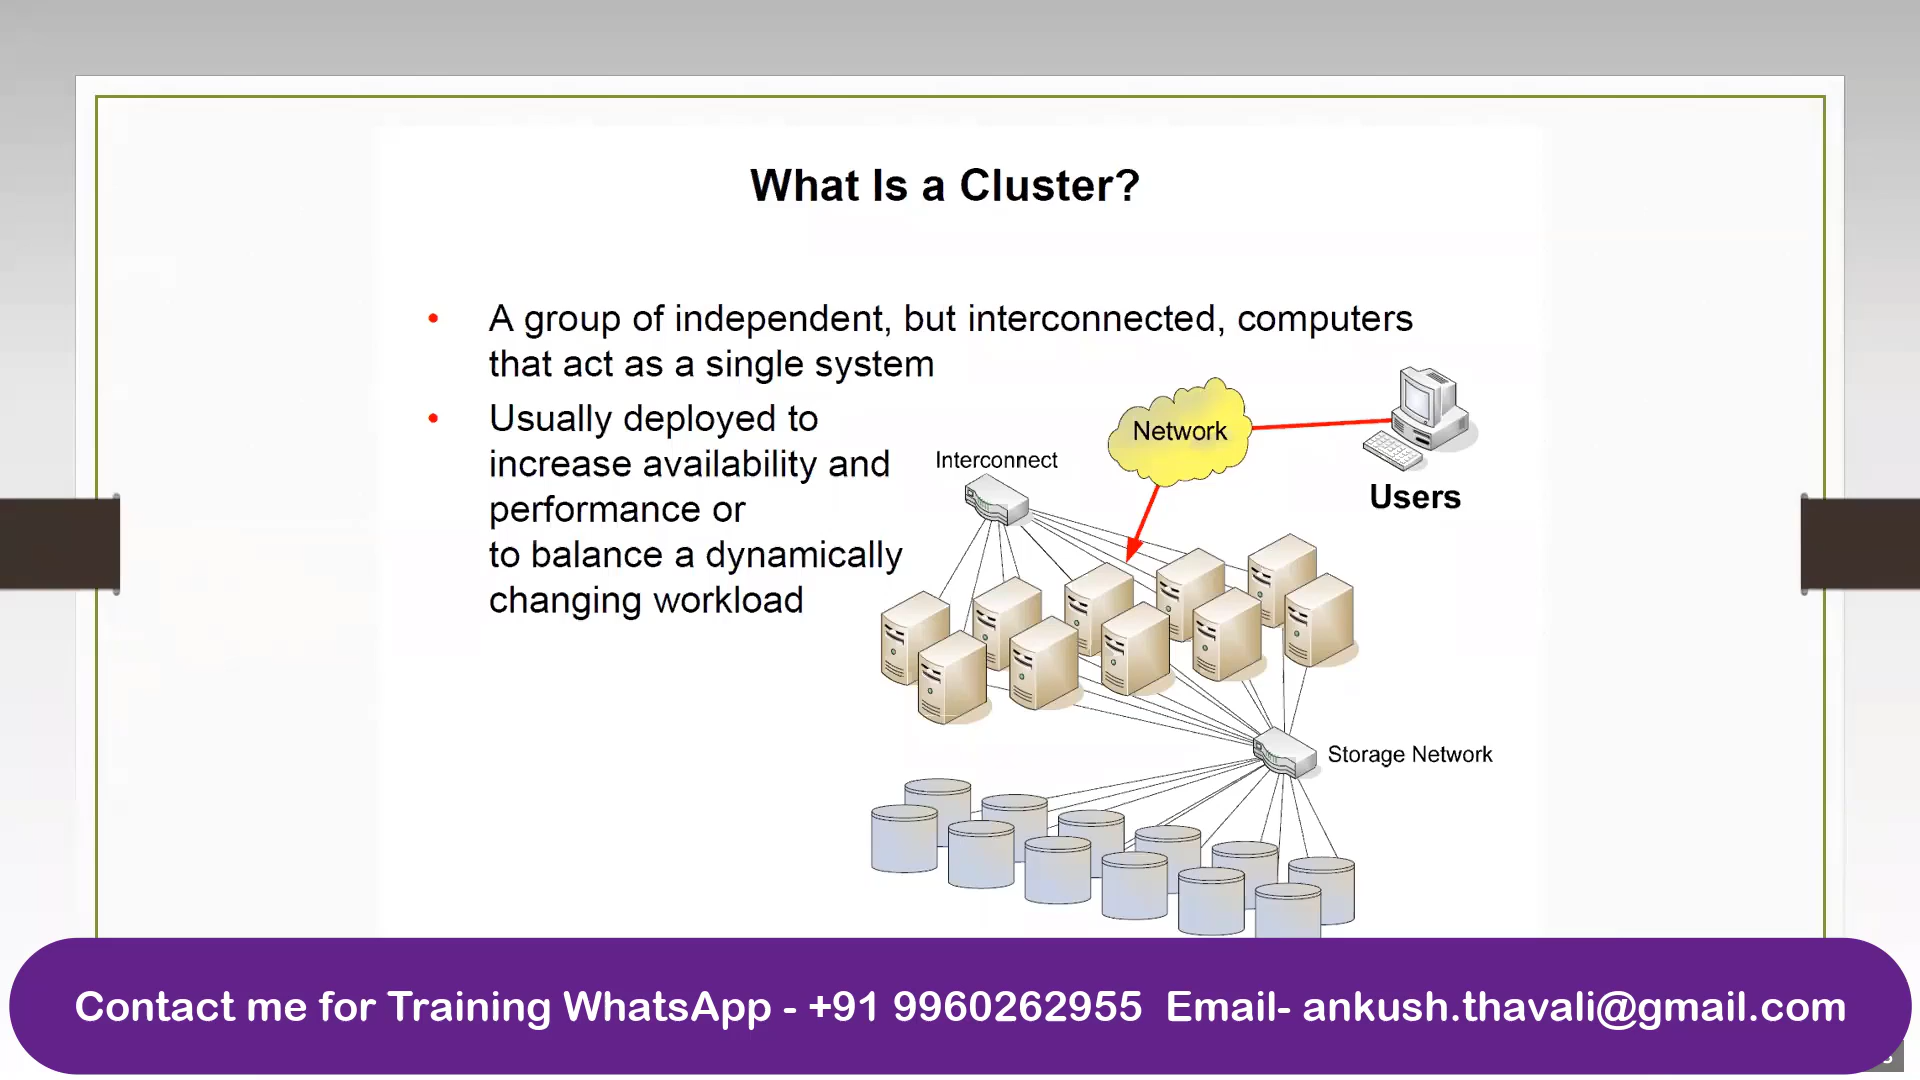 What Is a Cluster?
• A group of independent, but interconnected, computers
that act as a single system
• Usually deployed to
increase availability and
performance or
to balance a dynamically
changing workload
Interconnect
Network
Users
Storage Network
Contact me for Training WhatsApp - +91 9960262955 Email- ankush.thavali@gmail.com